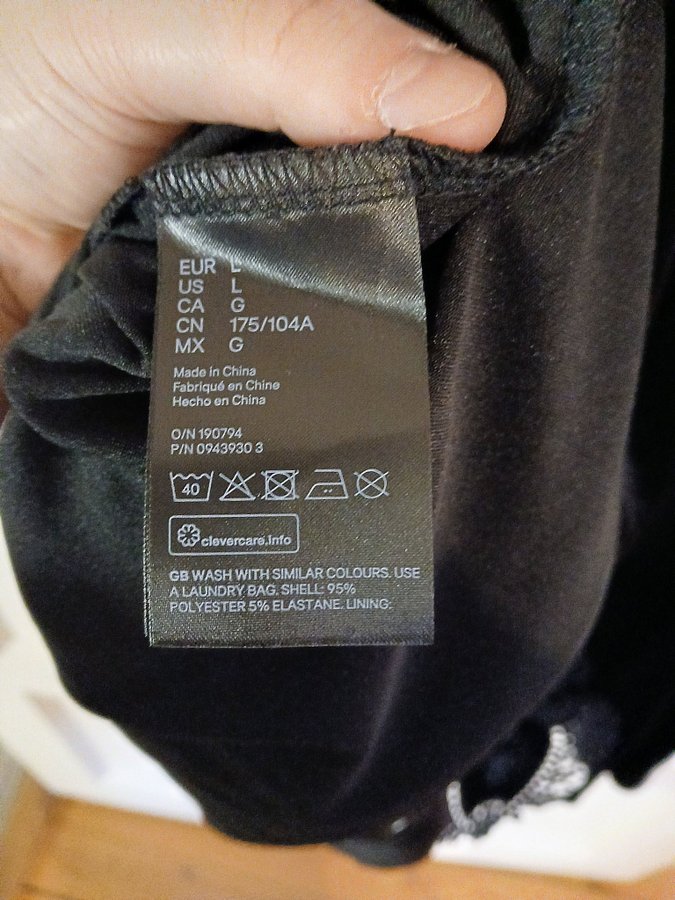 EUR L
US L
CA G
CN 175/104A
MX G
Made in China
Fabriqué en Chine
Hecho en China
O/N 190794
P/N 0943930 3
40
clevercare.info
GB WASH WITH SIMILAR COLOURS. USE
A LAUNDRY BAG. SHELL: 95%
POLYESTER 5% ELASTANE. LINING: